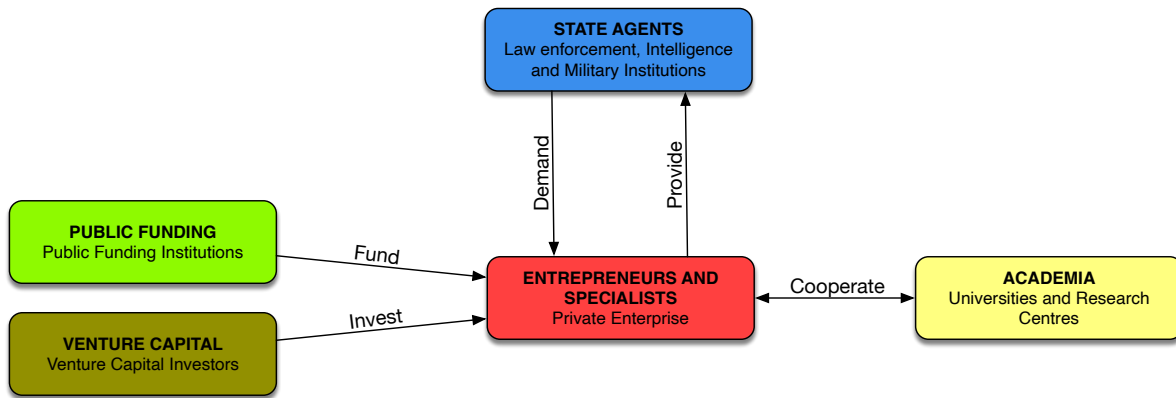 STATE AGENTS
Law enforcement, Intelligence
and Military Institutions
Demand
Provide
PUBLIC FUNDING
Public Funding Institutions
Fund
ENTREPRENEURS AND
SPECIALISTS
Private Enterprise
Cooperate
ACADEMIA
Universities and Research
Centres
Invest
VENTURE CAPITAL
Venture Capital Investors